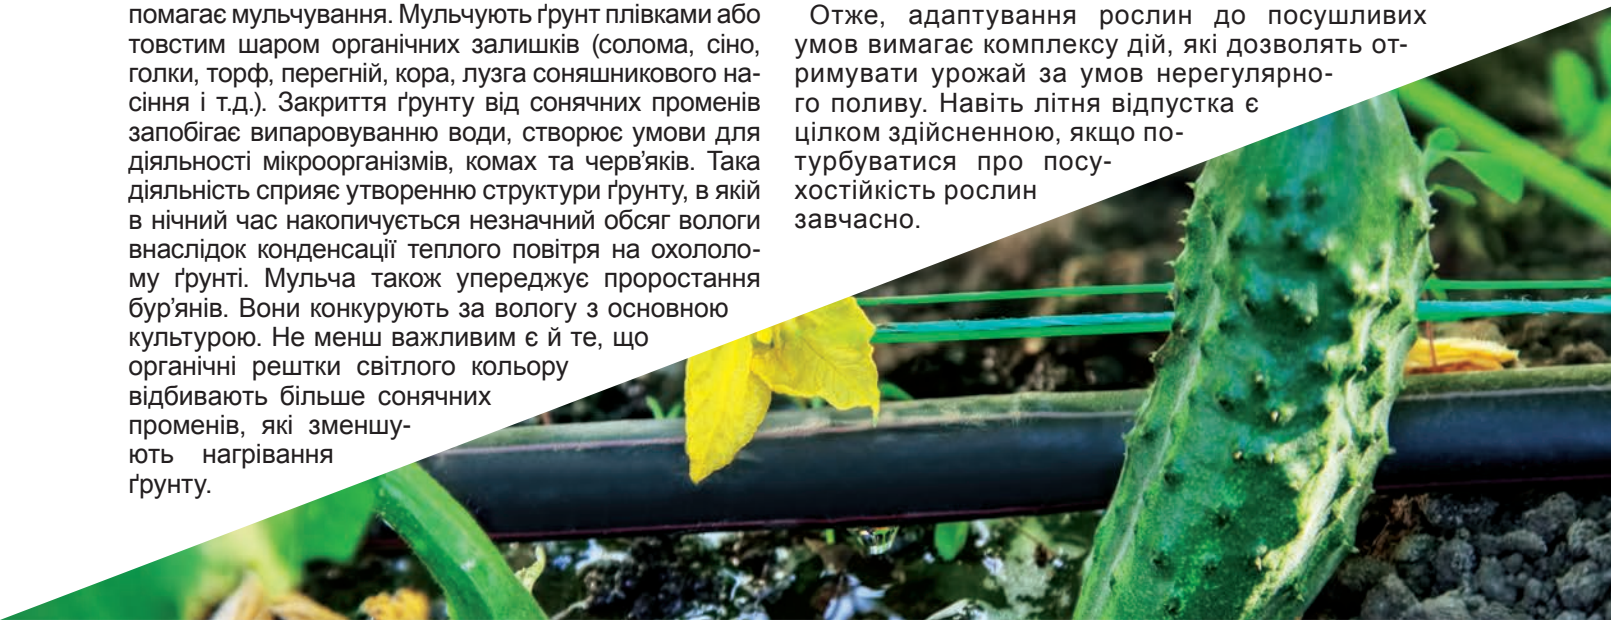 помагає мульчування. Мульчують ґрунт плівками або
товстим шаром органічних залишків (солома, сіно,
голки, торф, перегній, кора, лузга соняшникового на-
сіння і т.д.). Закриття ґрунту від сонячних променів
запобігає випаровуванню води, створює умови для
діяльності мікроорганізмів, комах та черв’яків. Така
діяльність сприяє утворенню структури ґрунту, в якій
в нічний час накопичується незначний обсяг вологи
внаслідок конденсації теплого повітря на охололо-
му ґрунті. Мульча також упереджує проростання
бур’янів. Вони конкурують за вологу з основною
культурою. Не менш важливим є й те, що
органічні рештки світлого кольору
відбивають більше сонячних
променів, які зменшу-
ють нагрівання
ґрунту.
Отже, адаптування рослин до посушливих
умов вимагає комплексу дій, які дозволять от-
римувати урожай за умов нерегулярно-
го поливу. Навіть літня відпустка є
цілком здійсненною, якщо по-
турбуватися про посу-
хостійкість рослин
завчасно.